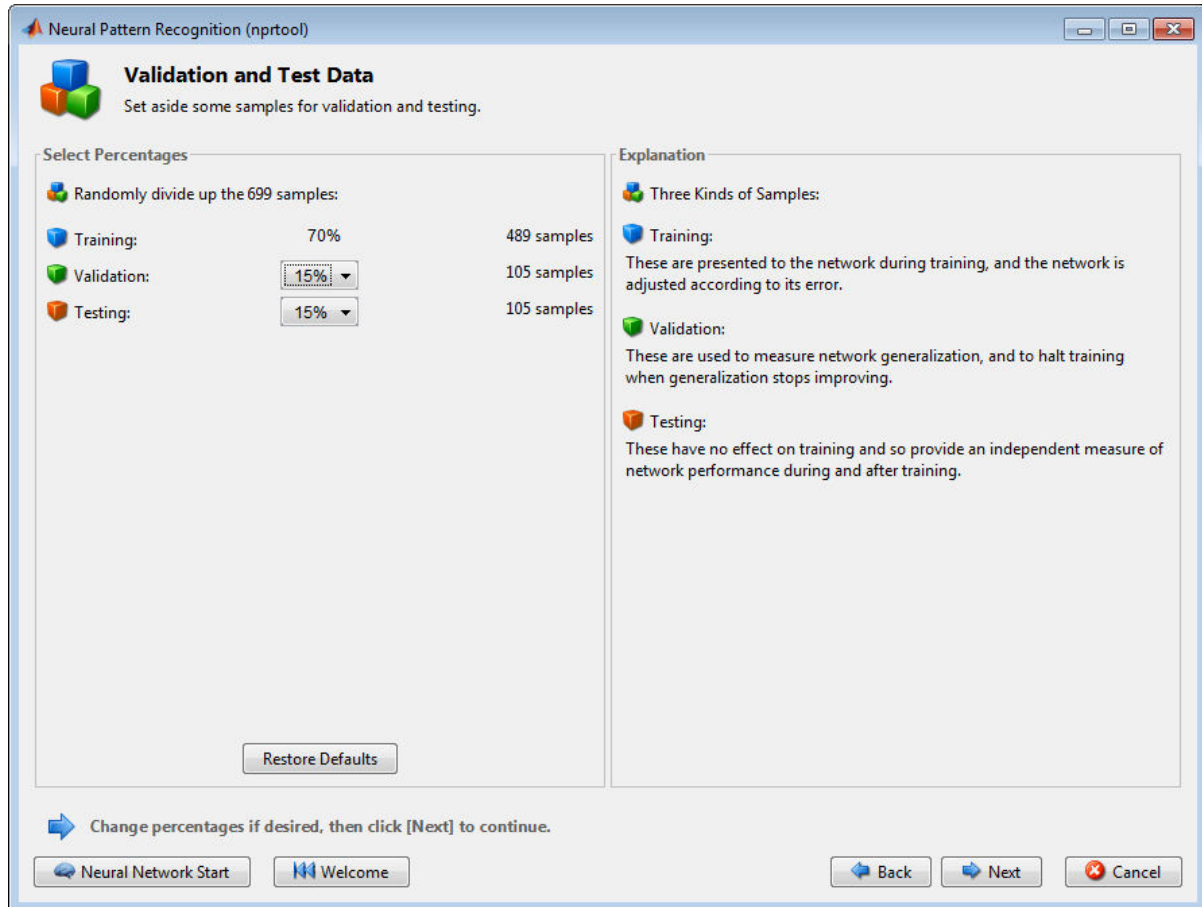 Neural Pattern Recognition (nprtool)
Validation and Test Data
Set aside some samples for validation and testing.
Select Percentages
Randomly divide up the 699 samples:
Training: 70% 489 samples
Validation: 15% 105 samples
Testing: 15% 105 samples
Restore Defaults
Explanation
Three Kinds of Samples:
Training:
These are presented to the network during training, and the network is
adjusted according to its error.
Validation:
These are used to measure network generalization, and to halt training
when generalization stops improving.
Testing:
These have no effect on training and so provide an independent measure of
network performance during and after training.
Change percentages if desired, then click [Next] to continue.
Neural Network Start Welcome Back Next Cancel